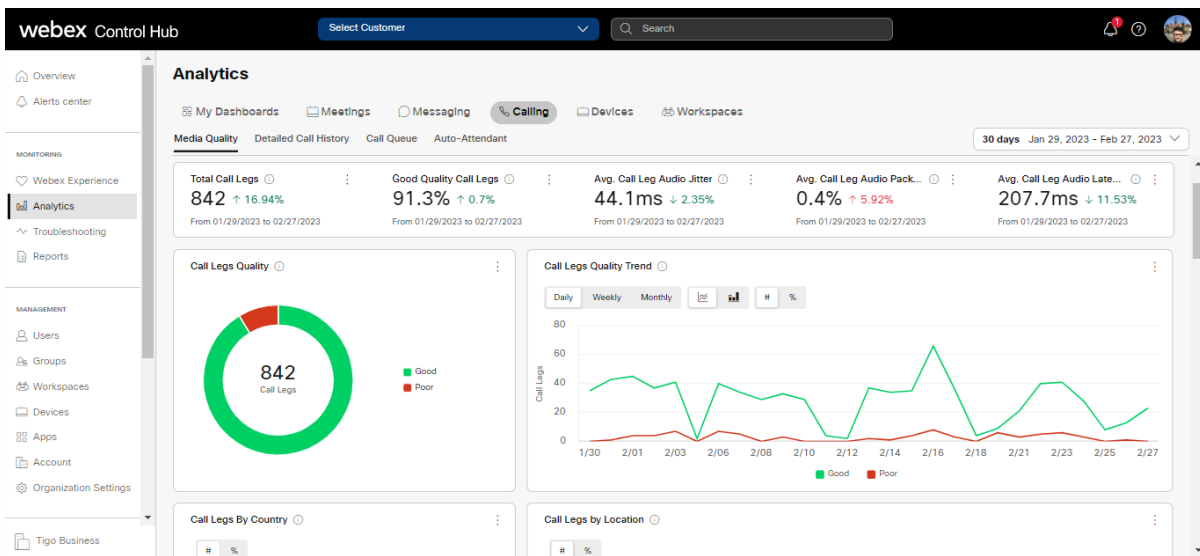 webex Control Hub
Select Customer
Search
1
Overview
Alerts center
MONITORING
Webex Experience
Analytics
Troubleshooting
Reports
MANAGEMENT
Users
Groups
Workspaces
Devices
Apps
Account
Organization Settings
Tigo Business
Analytics
My Dashboards Meetings Messaging Calling Devices Workspaces
Media Quality Detailed Call History Call Queue Auto-Attendant
30 days Jan 29, 2023 - Feb 27, 2023
Total Call Legs
842 ↑ 16.94%
From 01/29/2023 to 02/27/2023
Good Quality Call Legs
91.3% ↑ 0.7%
From 01/29/2023 to 02/27/2023
Avg. Call Leg Audio Jitter
44.1ms ↓ 2.35%
From 01/29/2023 to 02/27/2023
Avg. Call Leg Audio Pack...
0.4% ↑ 5.92%
From 01/29/2023 to 02/27/2023
Avg. Call Leg Audio Late...
207.7ms ↓ 11.53%
From 01/29/2023 to 02/27/2023
Call Legs Quality
842
Call Legs
Good
Poor
Call Legs Quality Trend
Daily Weekly Monthly # %
Call Legs
80
60
40
20
0
1/30 2/01 2/03 2/06 2/08 2/10 2/12 2/14 2/16 2/18 2/21 2/23 2/25 2/27
Good Poor
Call Legs By Country
# %
Call Legs by Location
# %